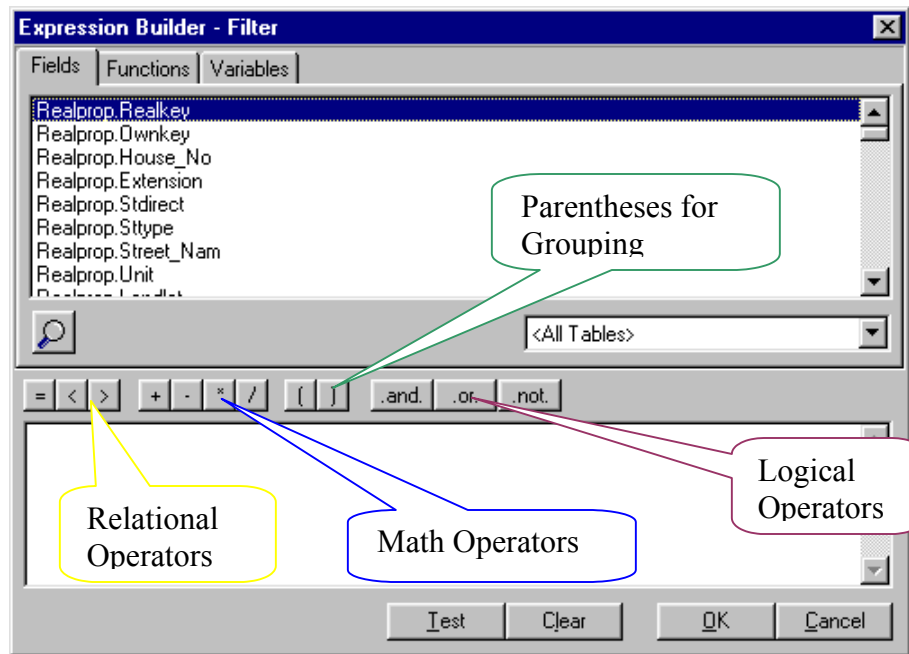 Expression Builder - Filter
Fields Functions Variables
Realprop.Realkey
Realprop.Ownkey
Realprop.House_No
Realprop.Extension
Realprop.Stdirect
Realprop.Sttype
Realprop.Street_Nam
Realprop.Unit
Parentheses for
Grouping
<All Tables>
= < > + - * / ( ) .and. .or. .not.
Relational
Operators
Math Operators
Logical
Operators
Test Clear OK Cancel